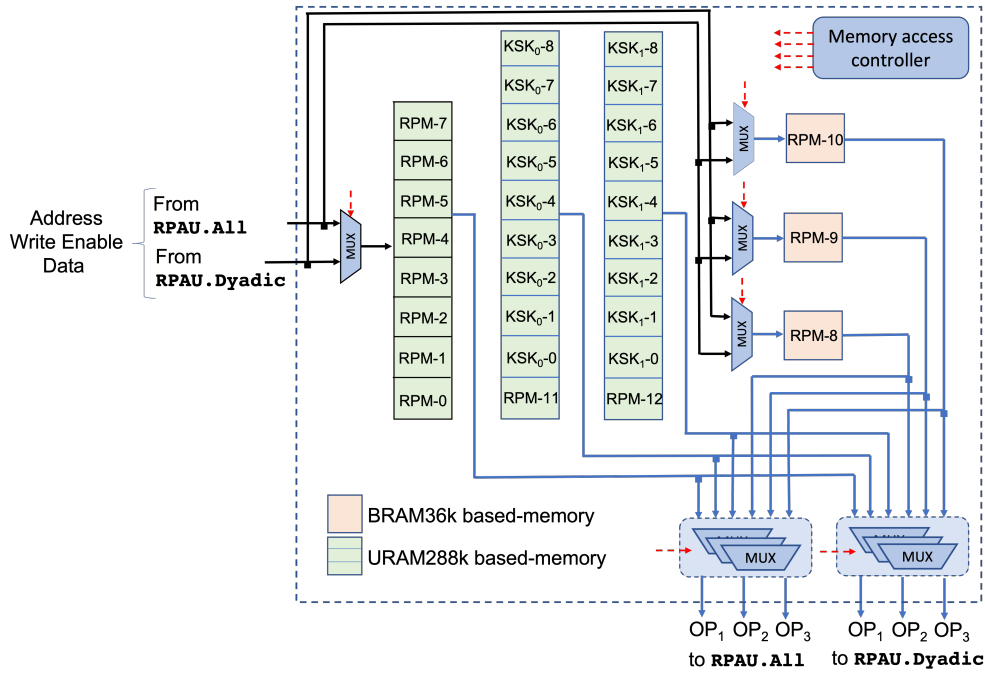 Address
Write Enable
Data
From
RPAU.All
From
RPAU.Dyadic
MUX
RPM-7
RPM-6
RPM-5
RPM-4
RPM-3
RPM-2
RPM-1
RPM-0
KSK₀-8
KSK₀-7
KSK₀-6
KSK₀-5
KSK₀-4
KSK₀-3
KSK₀-2
KSK₀-1
KSK₀-0
RPM-11
KSK₁-8
KSK₁-7
KSK₁-6
KSK₁-5
KSK₁-4
KSK₁-3
KSK₁-2
KSK₁-1
KSK₁-0
RPM-12
Memory access
controller
MUX
RPM-10
MUX
RPM-9
MUX
RPM-8
BRAM36k based-memory
URAM288k based-memory
MUX
MUX
MUX
MUX
OP₁ OP₂ OP₃
to RPAU.All
OP₁ OP₂ OP₃
to RPAU.Dyadic